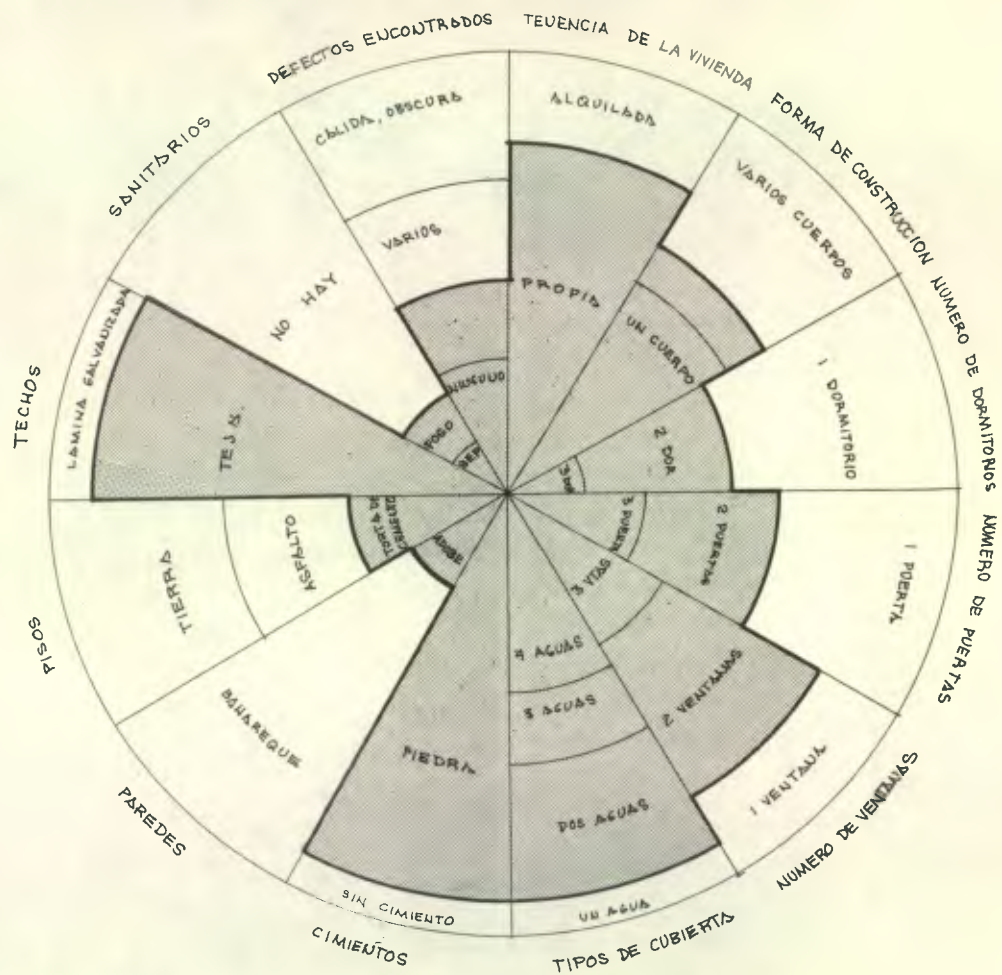 DEFECTOS ENCONTRADOS
TEUENCIA DE LA VIVIENDA
FORMA DE CONSTRUCCION
NUMERO DE DORMITORIOS
NUMERO DE PUERTAS
NUMERO DE VENTANAS
TIPOS DE CUBIERTA
CIMIENTOS
PAREDES
PISOS
TECHOS
SANITARIOS
CALIDA, OBSCURA
VARIOS
NINGUNO
ALQUILADA
PROPIA
VARIOS CUERPOS
UN CUERPO
1 DORMITORIO
2 DOR
3 DOR
1 PUERTA
2 PUERTAS
3 PUERTA
1 VENTANA
2 VENTANAS
3 VTAS
UN AGUA
DOS AGUAS
3 AGUAS
4 AGUAS
SIN CIMIENTO
PIEDRA
BAHAREQUE
ADOBE
TIERRA
ASFALTO
TORTA DE
CEMENTO
LAMINA GALVANIZADA
TEJA
NO HAY
POZO